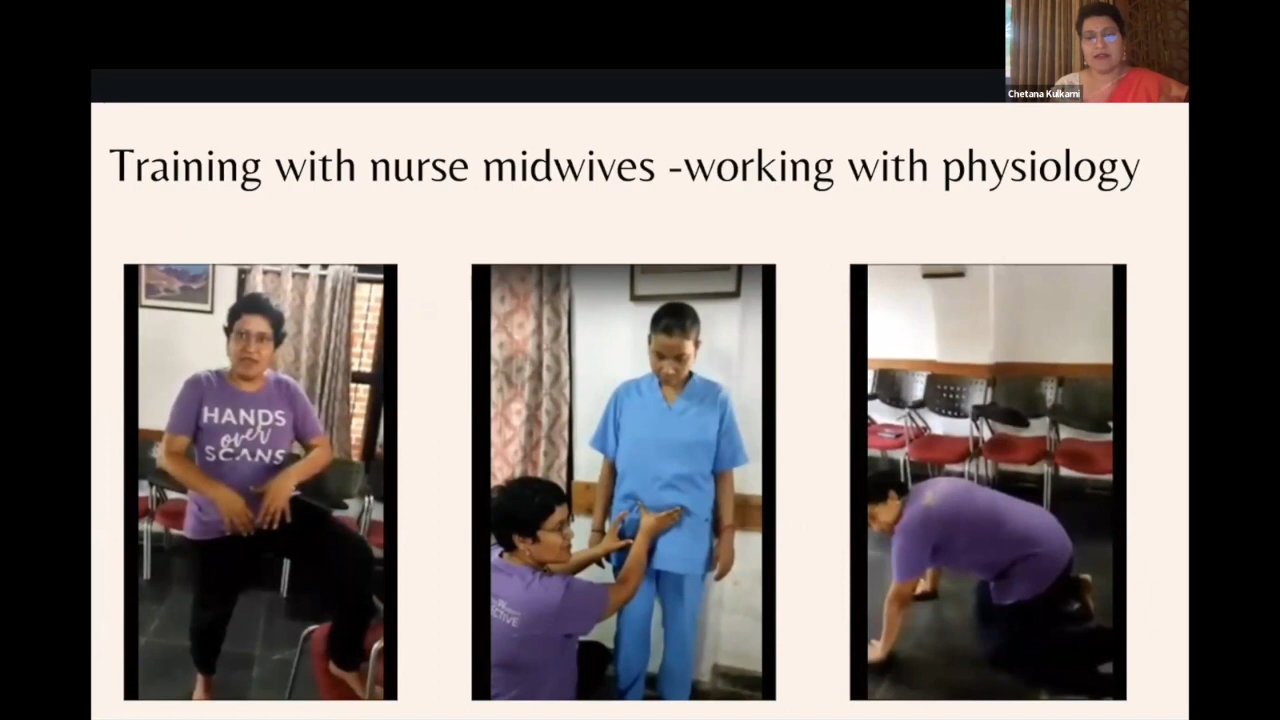 Chetana Kulkarni
Training with nurse midwives -working with physiology
HANDS
over
SCANS